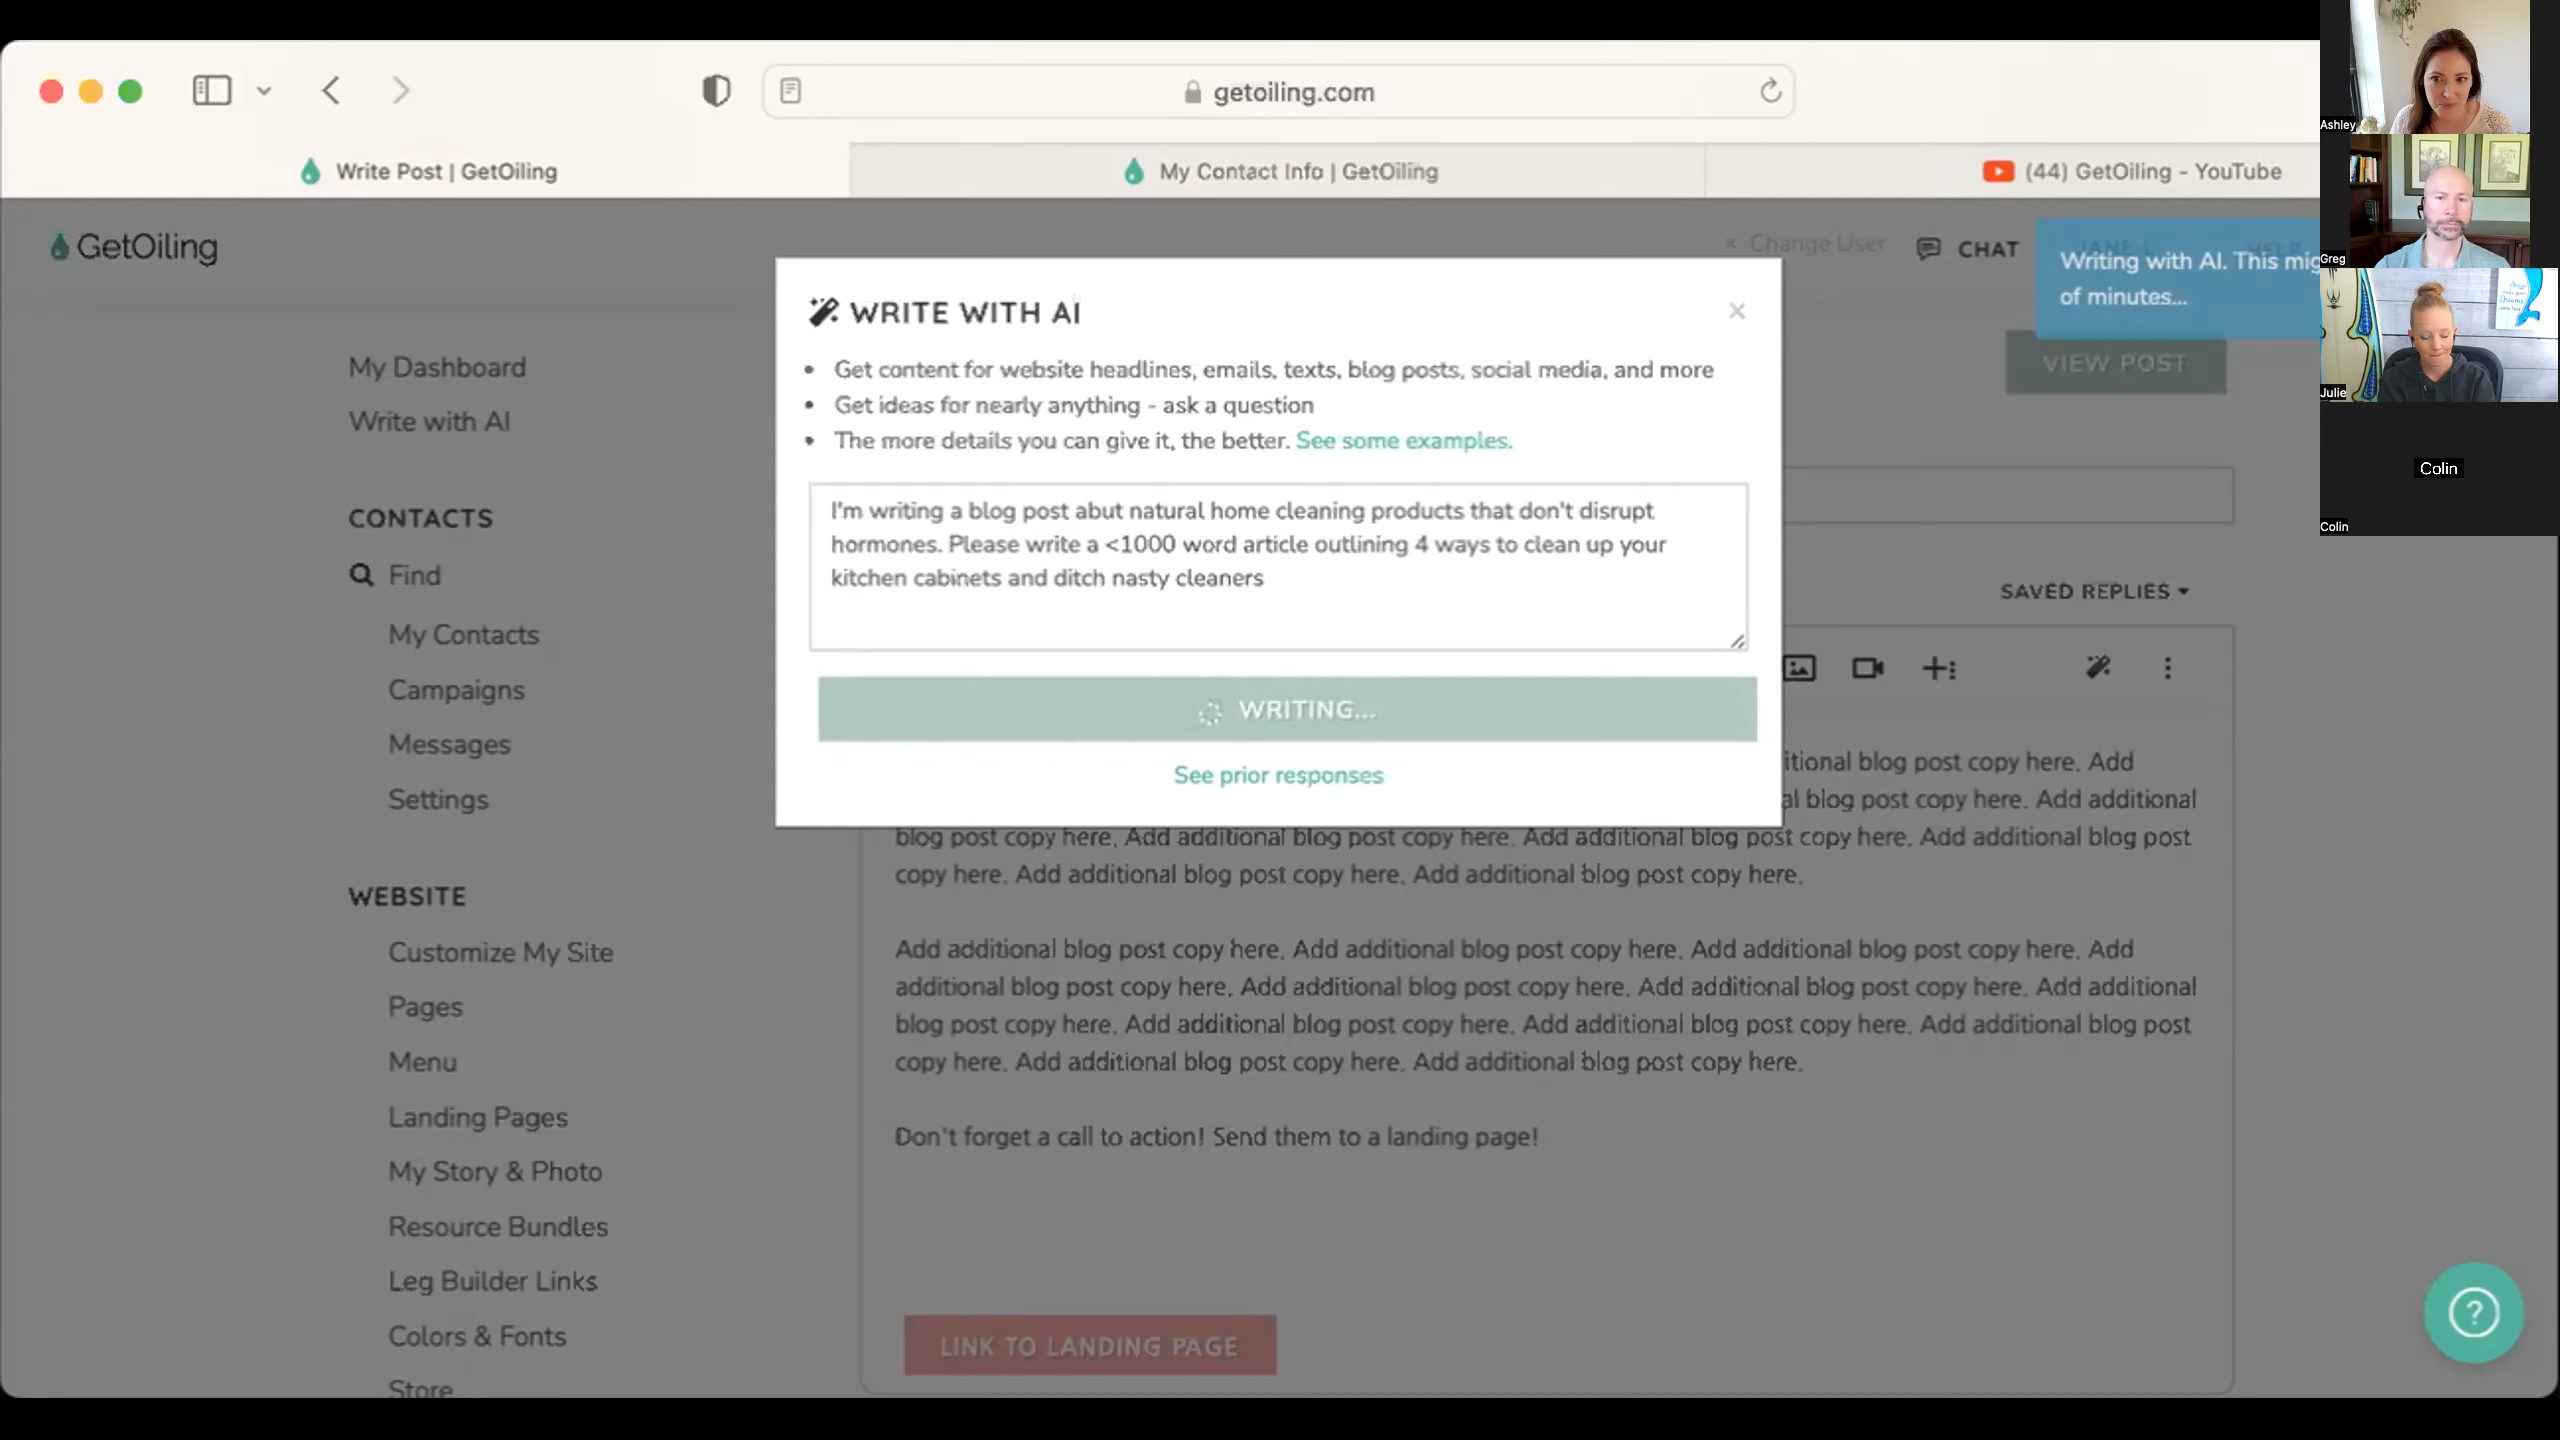 getoiling.com
Write Post | GetOiling
My Contact Info | GetOiling
(44) GetOiling - YouTube
GetOiling
× Change User
CHAT
Writing with AI. This mig
of minutes...
VIEW POST
My Dashboard
Write with AI
CONTACTS
Find
My Contacts
Campaigns
Messages
Settings
WEBSITE
Customize My Site
Pages
Menu
Landing Pages
My Story & Photo
Resource Bundles
Leg Builder Links
Colors & Fonts
Store
WRITE WITH AI
×
• Get content for website headlines, emails, texts, blog posts, social media, and more
• Get ideas for nearly anything - ask a question
• The more details you can give it, the better. See some examples.
I'm writing a blog post abut natural home cleaning products that don't disrupt
hormones. Please write a <1000 word article outlining 4 ways to clean up your
kitchen cabinets and ditch nasty cleaners
WRITING...
See prior responses
SAVED REPLIES
itional blog post copy here. Add
al blog post copy here. Add additional
blog post copy here. Add additional blog post copy here. Add additional blog post copy here. Add additional blog post
copy here. Add additional blog post copy here. Add additional blog post copy here.
Add additional blog post copy here. Add additional blog post copy here. Add additional blog post copy here. Add
additional blog post copy here. Add additional blog post copy here. Add additional blog post copy here. Add additional
blog post copy here. Add additional blog post copy here. Add additional blog post copy here. Add additional blog post
copy here. Add additional blog post copy here. Add additional blog post copy here.
Don't forget a call to action! Send them to a landing page!
LINK TO LANDING PAGE
?
Ashley
Greg
Julie
Colin
Colin